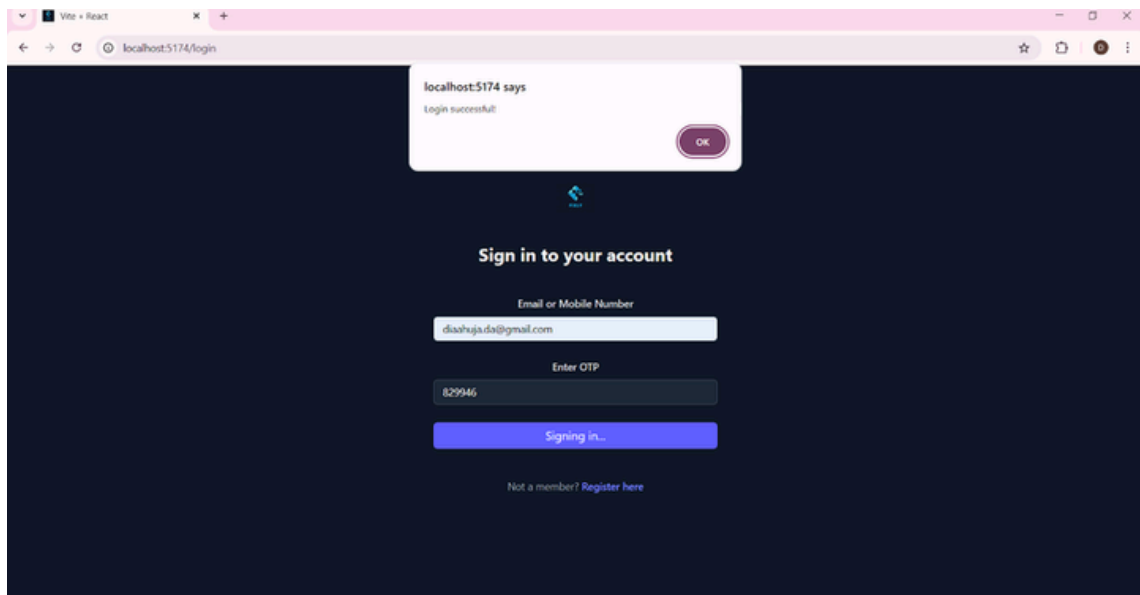 Vite + React
localhost:5174/login
D
localhost:5174 says
Login successful!
OK
Sign in to your account
Email or Mobile Number
diaahuja.da@gmail.com
Enter OTP
829946
Signing in...
Not a member? Register here